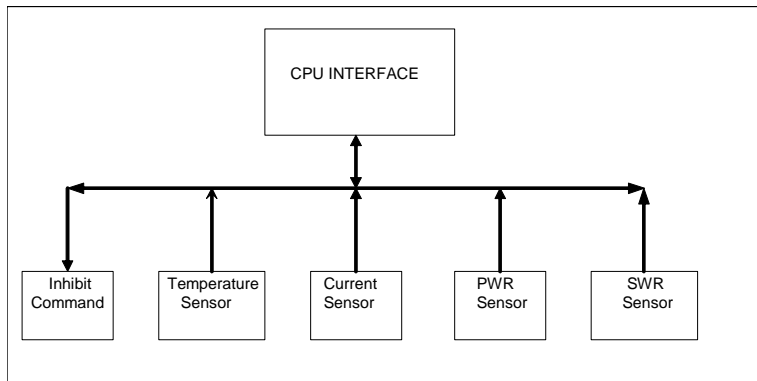 CPU INTERFACE
Inhibit
Command
Temperature
Sensor
Current
Sensor
PWR
Sensor
SWR
Sensor